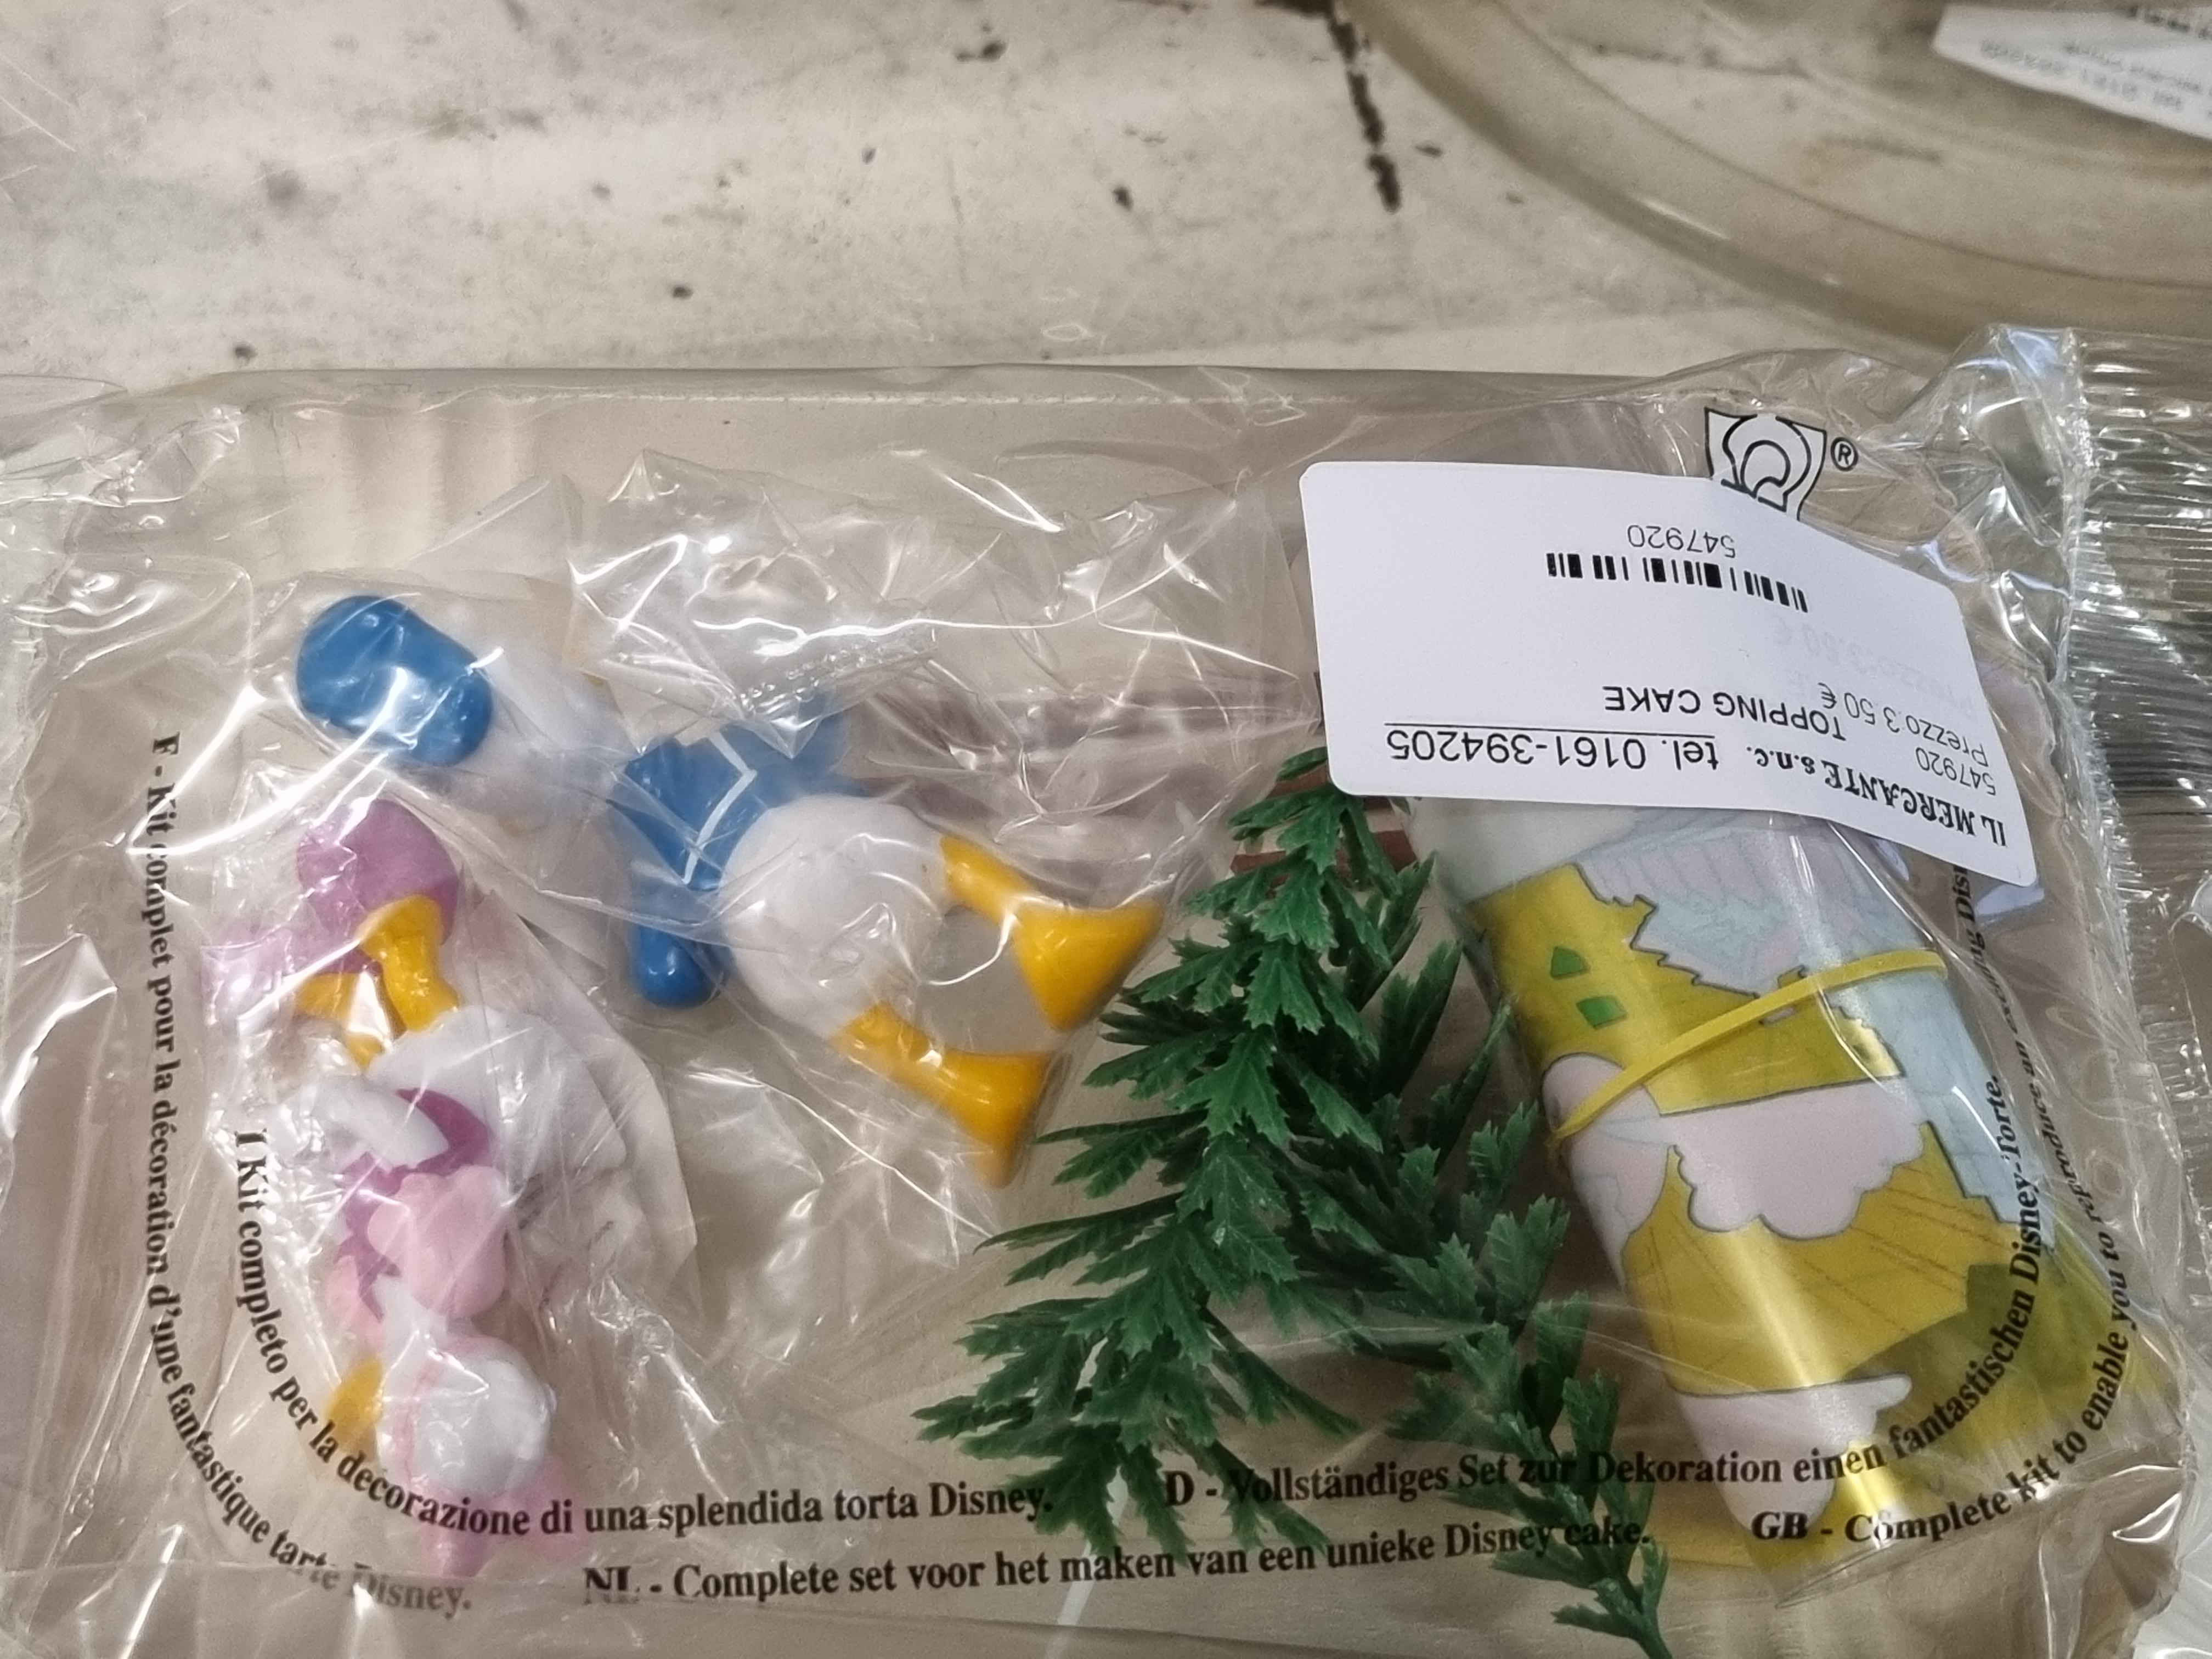 ®
IL MERCANTE s.n.c. tel. 0161-394205
547920
TOPPING CAKE
Prezzo 3.50 €
547920
F - Kit complet pour la décoration d'une fantastique tarte Disney.
I Kit completo per la decorazione di una splendida torta Disney.
D - Vollständiges Set zur Dekoration einen fantastischen Disney-Torte.
NL - Complete set voor het maken van een unieke Disney cake.
GB - Complete kit to enable you to reproduce an exciting Dis